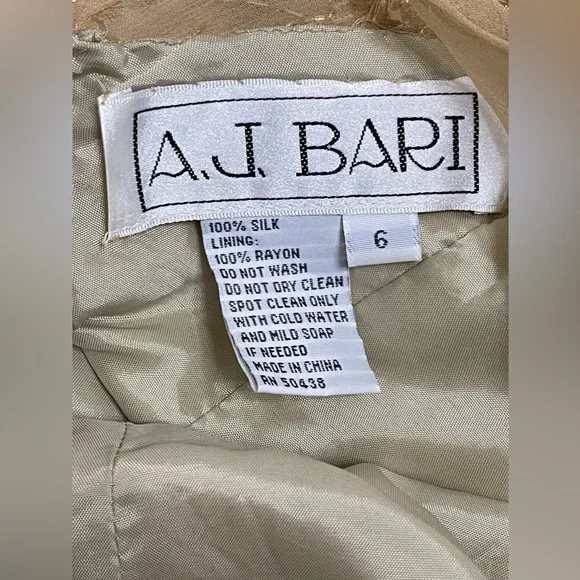 A.J. BARI
6
100% SILK
LINING:
100% RAYON
DO NOT WASH
DO NOT DRY CLEAN
SPOT CLEAN ONLY
WITH COLD WATER
AND MILD SOAP
IF NEEDED
MADE IN CHINA
RN 50438